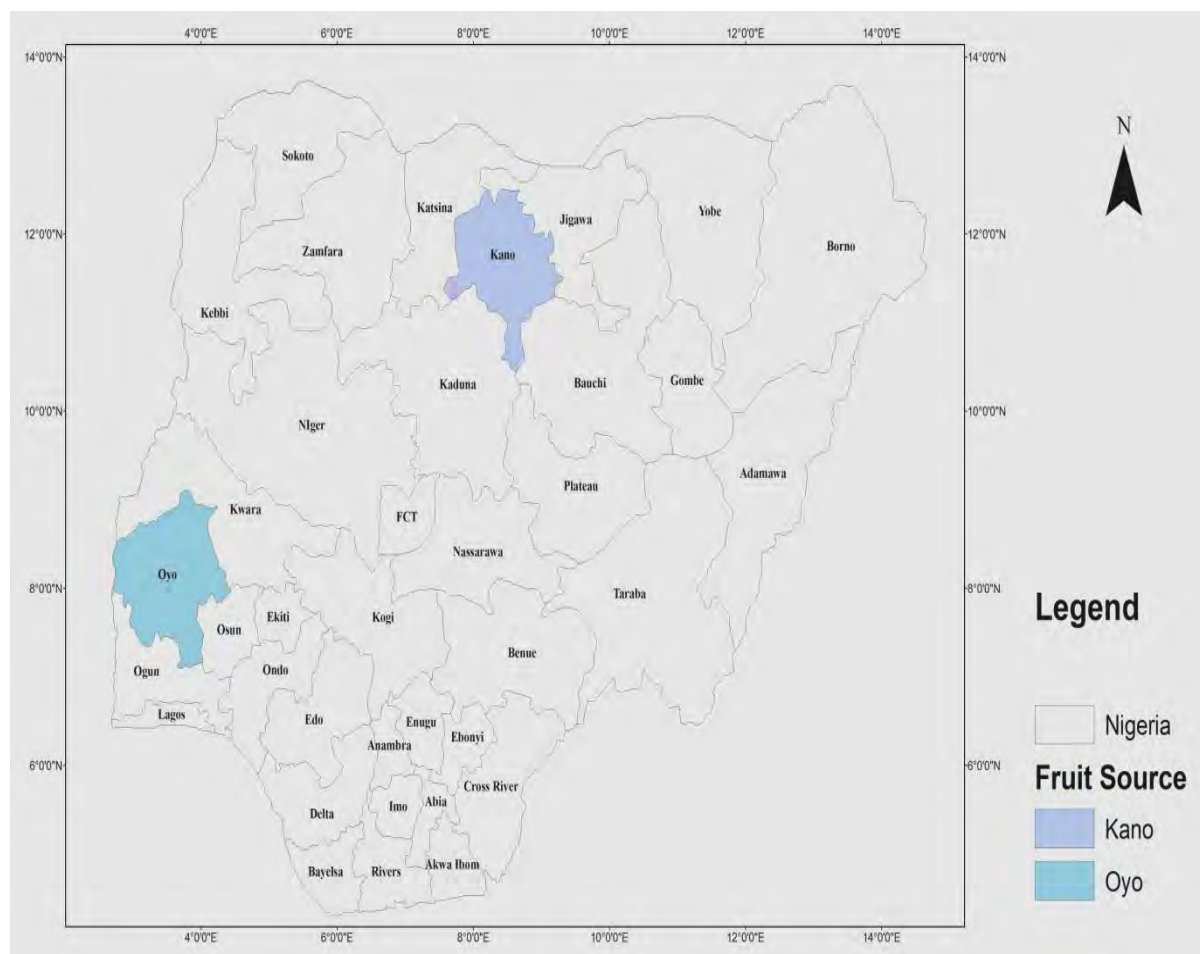 4°0'0"E 6°0'0"E 8°0'0"E 10°0'0"E 12°0'0"E 14°0'0"E
14°0'0"N 14°0'0"N
N
Sokoto
Katsina
Jigawa
Yobe
12°0'0"N 12°0'0"N
Zamfara
Kano
Borno
Kebbi
Kaduna
Bauchi
Gombe
10°0'0"N 10°0'0"N
NIger
Adamawa
Plateau
Kwara
FCT
Nassarawa
Oyo
8°0'0"N 8°0'0"N
Taraba
Legend
Ekiti
Kogi
Osun
Benue
Ogun
Ondo
Lagos
Edo
Enugu
Nigeria
Ebonyi
Anambra
6°0'0"N 6°0'0"N
Fruit Source
Cross River
Delta
Imo
Abia
Kano
Bayelsa
Rivers
Akwa Ibom
Oyo
4°0'0"E 6°0'0"E 8°0'0"E 10°0'0"E 12°0'0"E 14°0'0"E